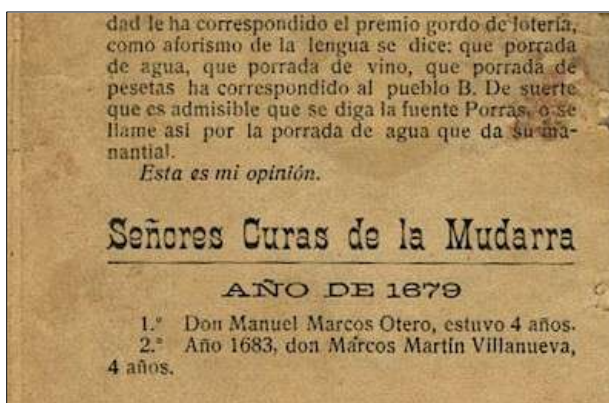 dad le ha correspondido el premio gordo de lotería,
como aforismo de la lengua se dice: que porrada
de agua, que porrada de vino, que porrada de
pesetas ha correspondido al pueblo B. De suerte
que es admisible que se diga la fuente Porras, o se
llame asi por la porrada de agua que da su ma-
nantial.
Esta es mi opinión.
Señores Curas de la Mudarra
AÑO DE 1679
1.º Don Manuel Marcos Otero, estuvo 4 años.
2.º Año 1683, don Marcos Martin Villanueva,
4 años.